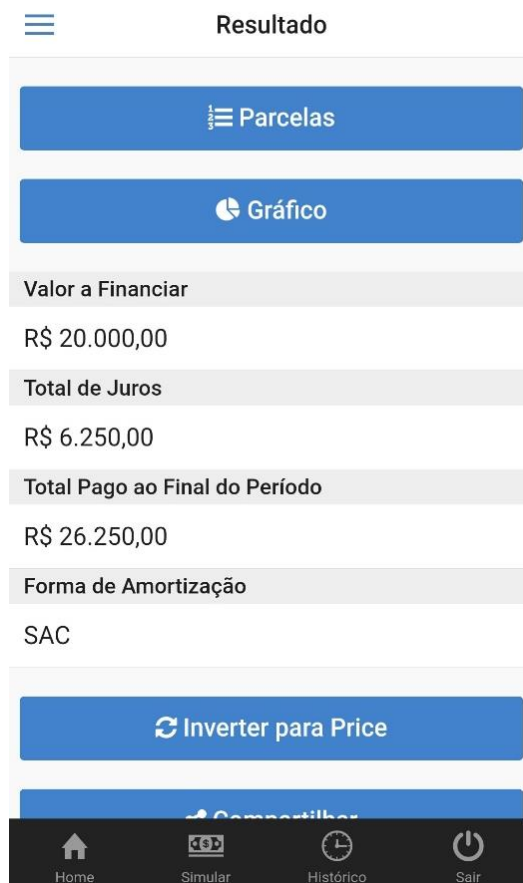 Resultado
Parcelas
Gráfico
Valor a Financiar
R$ 20.000,00
Total de Juros
R$ 6.250,00
Total Pago ao Final do Período
R$ 26.250,00
Forma de Amortização
SAC
Inverter para Price
Compartilhar
Home Simular Histórico Sair